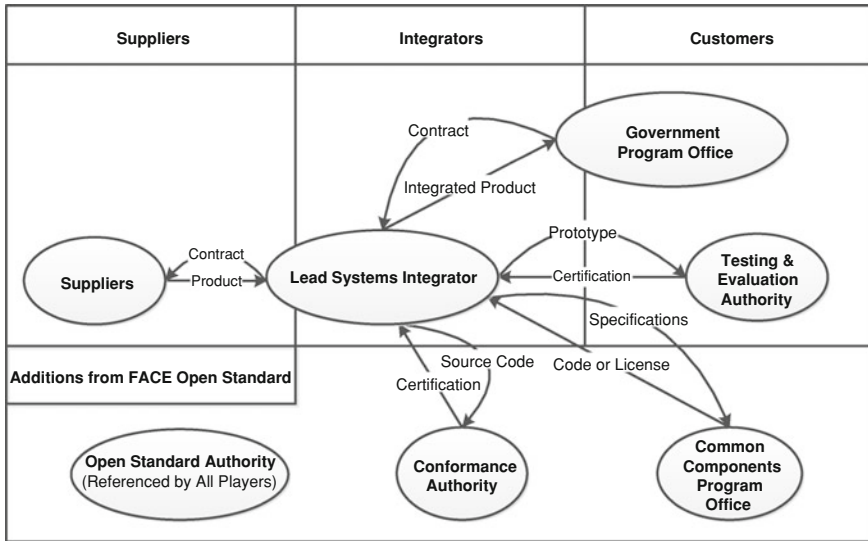 Suppliers
Integrators
Customers
Contract
Government
Program Office
Integrated Product
Prototype
Contract
Product
Suppliers
Lead Systems Integrator
Certification
Testing &
Evaluation
Authority
Specifications
Additions from FACE Open Standard
Source Code
Certification
Code or License
Open Standard Authority
(Referenced by All Players)
Conformance
Authority
Common
Components
Program
Office